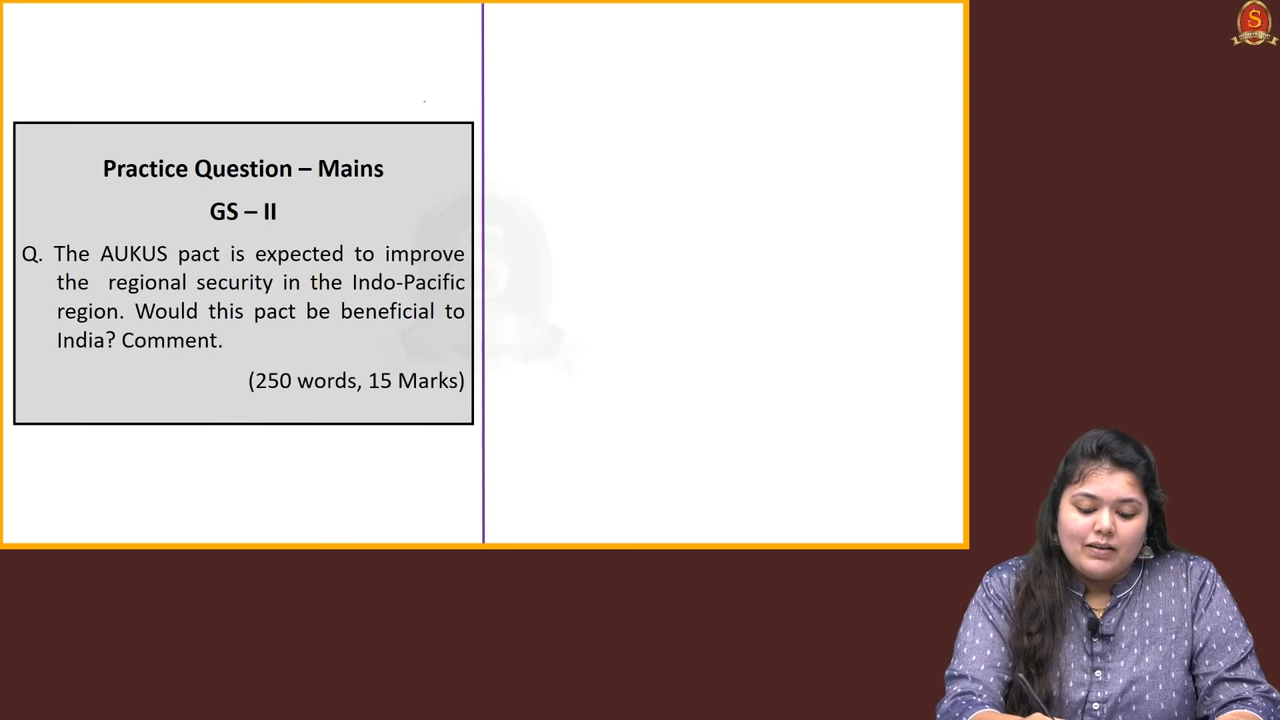 Practice Question – Mains
GS – II
Q. The AUKUS pact is expected to improve
the regional security in the Indo-Pacific
region. Would this pact be beneficial to
India? Comment.
(250 words, 15 Marks)
S